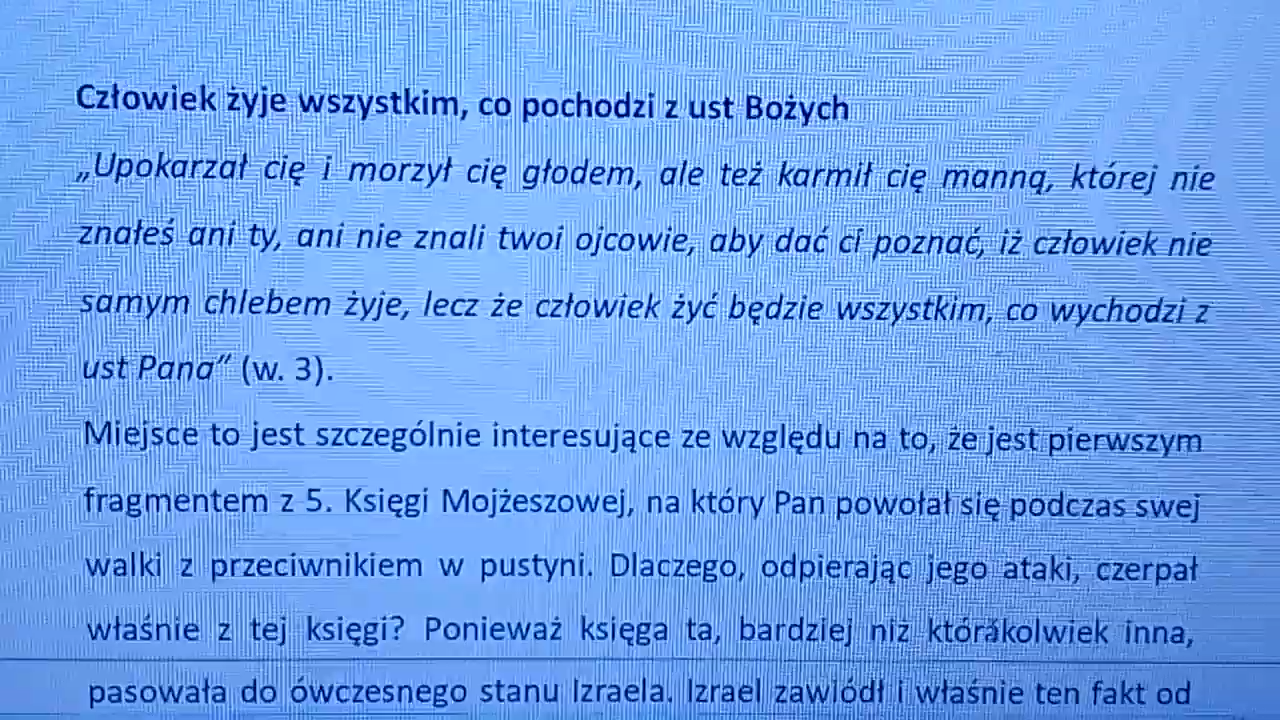 Człowiek żyje wszystkim, co pochodzi z ust Bożych
„Upokarzał cię i morzył cię głodem, ale też karmił cię manną, której nie
znałeś ani ty, ani nie znali twoi ojcowie, aby dać ci poznać, iż człowiek nie
samym chlebem żyje, lecz że człowiek żyć będzie wszystkim, co wychodzi z
ust Pana” (w. 3).
Miejsce to jest szczególnie interesujące ze względu na to, że jest pierwszym
fragmentem z 5. Księgi Mojżeszowej, na który Pan powołał się podczas swej
walki z przeciwnikiem w pustyni. Dlaczego, odpierając jego ataki, czerpał
właśnie z tej księgi? Ponieważ księga ta, bardziej niż którakolwiek inna,
pasowała do ówczesnego stanu Izraela. Izrael zawiódł i właśnie ten fakt od